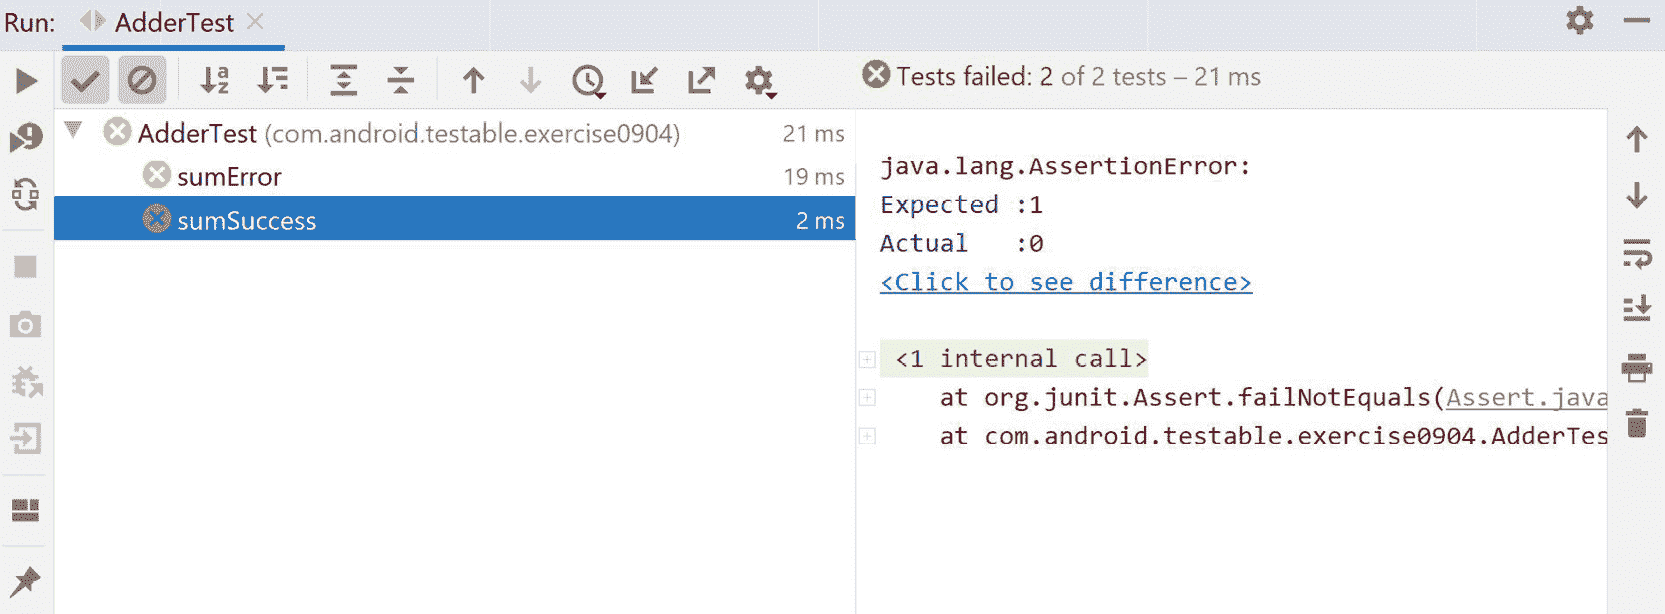 Run: AdderTest
Tests failed: 2 of 2 tests – 21 ms
AdderTest (com.android.testable.exercise0904) 21 ms
sumError 19 ms
sumSuccess 2 ms
java.lang.AssertionError:
Expected :1
Actual   :0
<Click to see difference>
<1 internal call>
at org.junit.Assert.failNotEquals(Assert.java
at com.android.testable.exercise0904.AdderTes